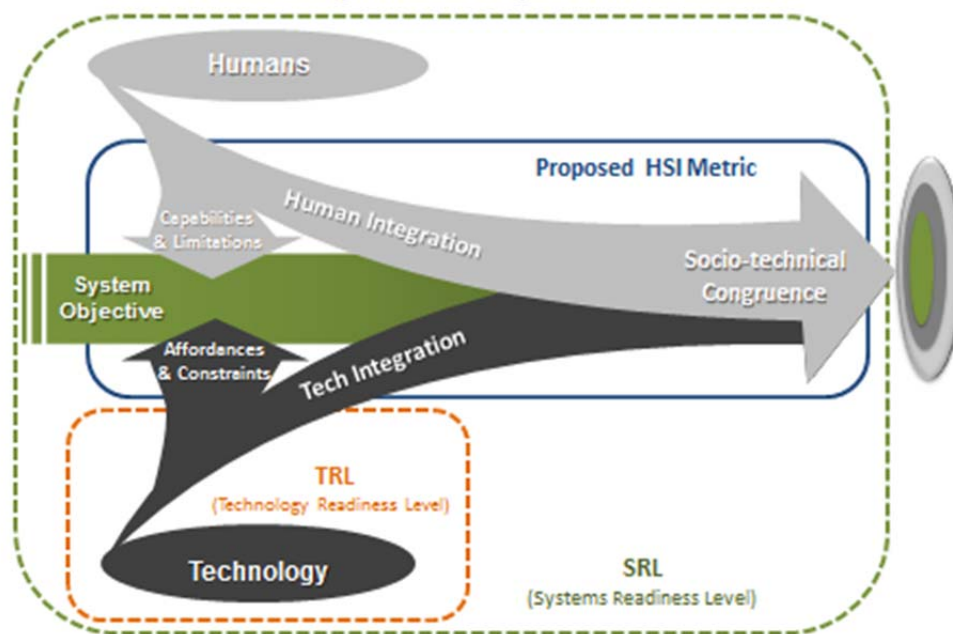 Humans
Proposed HSI Metric
Human Integration
Capabilities
& Limitations
Socio-technical
Congruence
System
Objective
Affordances
& Constraints
Tech Integration
TRL
(Technology Readiness Level)
Technology
SRL
(Systems Readiness Level)